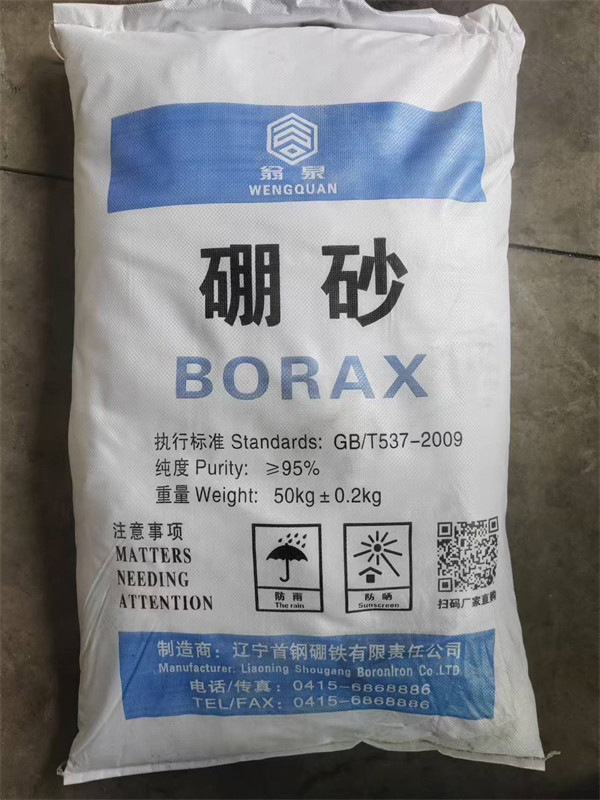 翁泉
WENGQUAN
硼砂
BORAX
执行标准 Standards: GB/T537-2009
纯度 Purity: ≥95%
重量 Weight: 50kg±0.2kg
注意事项
MATTERS
NEEDING
ATTENTION
防雨
The rain
防晒
Sunscreen
扫码厂家直购
制造商: 辽宁首钢硼铁有限责任公司
Manufacturer: Liaoning Shougang BoronIron Co.LTD
电话/传真: 0415-6868886
TEL/FAX: 0415-6868886